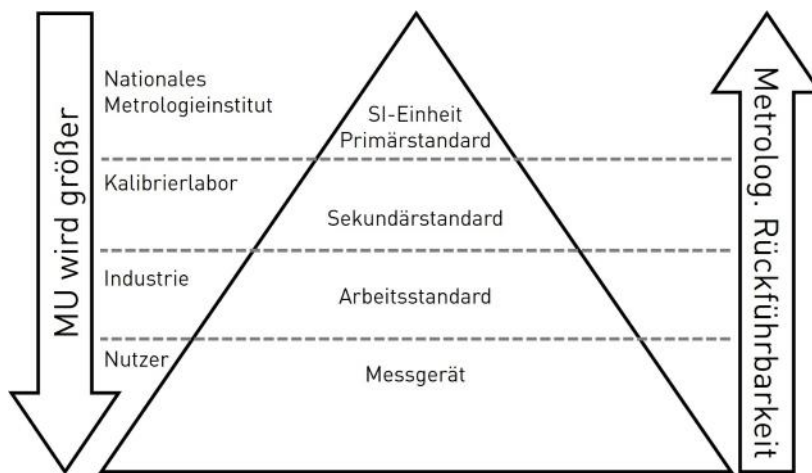 MU wird größer
Nationales
Metrologieinstitut
SI-Einheit
Primärstandard
Kalibrierlabor
Sekundärstandard
Industrie
Arbeitsstandard
Nutzer
Messgerät
Metrolog. Rückführbarkeit